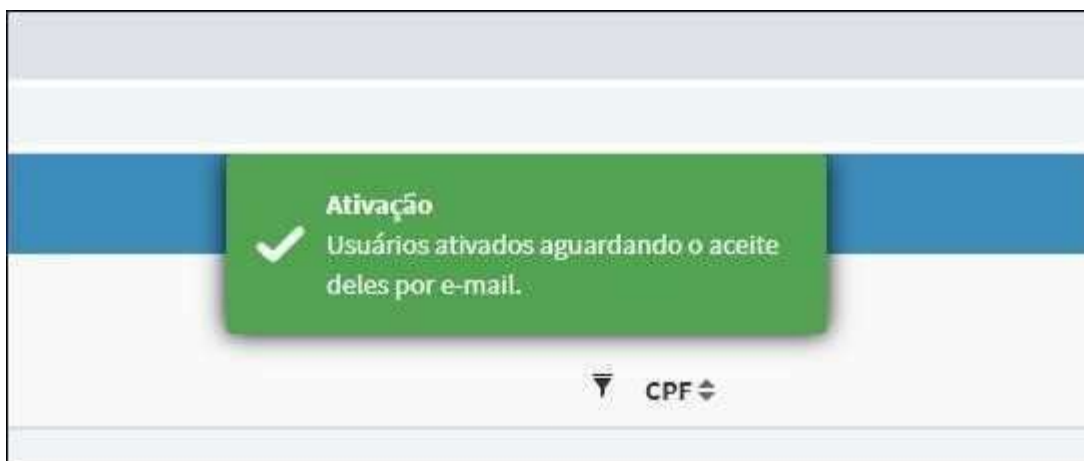 Ativação
Usuários ativados aguardando o aceite
deles por e-mail.
CPF